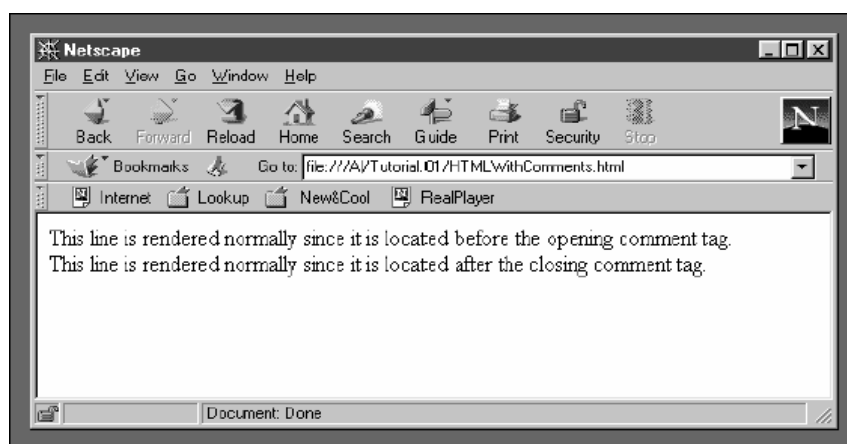 Netscape
File Edit View Go Window Help
Back Forward Reload Home Search Guide Print Security Stop
N
Bookmarks Go to: file:///A|/Tutorial.01/HTMLWithComments.html
Internet Lookup New&Cool RealPlayer
This line is rendered normally since it is located before the opening comment tag.
This line is rendered normally since it is located after the closing comment tag.
Document: Done